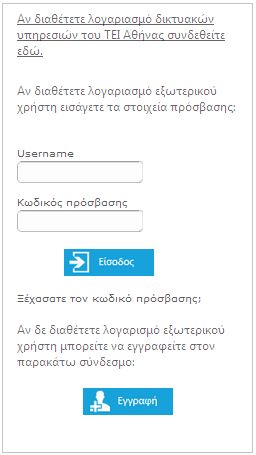 Αν διαθέτετε λογαριασμό δικτυακών
υπηρεσιών του ΤΕΙ Αθήνας συνδεθείτε
εδώ.
Αν διαθέτετε λογαριασμό εξωτερικού
χρήστη εισάγετε τα στοιχεία πρόσβασης:
Username
Κωδικός πρόσβασης
Είσοδος
Ξέχασατε τον κωδικό πρόσβασης;
Αν δε διαθέτετε λογαρισμό εξωτερικού
χρήστη μπορείτε να εγγραφείτε στον
παρακάτω σύνδεσμο:
Εγγραφή